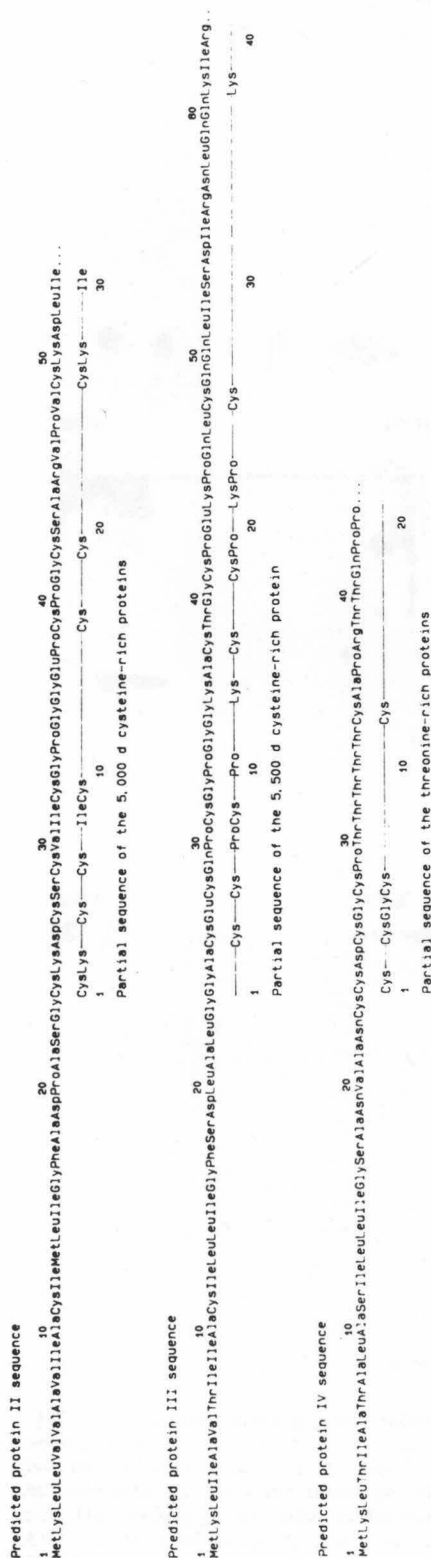 Predicted protein II sequence
1 10 20 30 40 50
MetLysLeuLeuValValAlaValIleAlaCysIleMetLeuIleGlyPheAlaAspProAlaSerGlyCysLysAspCysSerCysValIleCysGlyProGlyGlyGluProCysProGlyCysSerAlaArgValProValCysLysAspLeuIle...
CysLys——Cys——Cys——IleCys————Cys————Cys————CysLys——Ile
1 10 20 30
Partial sequence of the 5,000 d cysteine-rich proteins
Predicted protein III sequence
1 10 20 30 40 50 60
MetLysLeuIleAlaValThrIleIleAlaCysIleLeuLeuIleGlyPheSerAspLeuAlaLeuGlyGlyAlaCysGluCysGlnProCysGlyProGlyGlyLysAlaCysThrGlyCysProGluLysProGlnLeuCysGlnGlnLeuIleSerAspIleArgAsnLeuGlnGlnLysIleArg..
————Cys——Cys——ProCys——Pro——Lys——Cys——CysPro——LysPro——Cys————————Lys——
1 10 20 30 40
Partial sequence of the 5,500 d cysteine-rich protein
Predicted protein IV sequence
1 10 20 30 40
MetLysLeuThrIleAlaThrAlaLeuAlaSerIleLeuLeuIleGlySerAlaAsnValAlaAsnCysCysAspCysGlyCysProThrThrThrThrThrCysAlaProArgThrThrGlnProPro...
Cys——CysGlyCys————Cys————
1 10 20
Partial sequence of the threonine-rich proteins